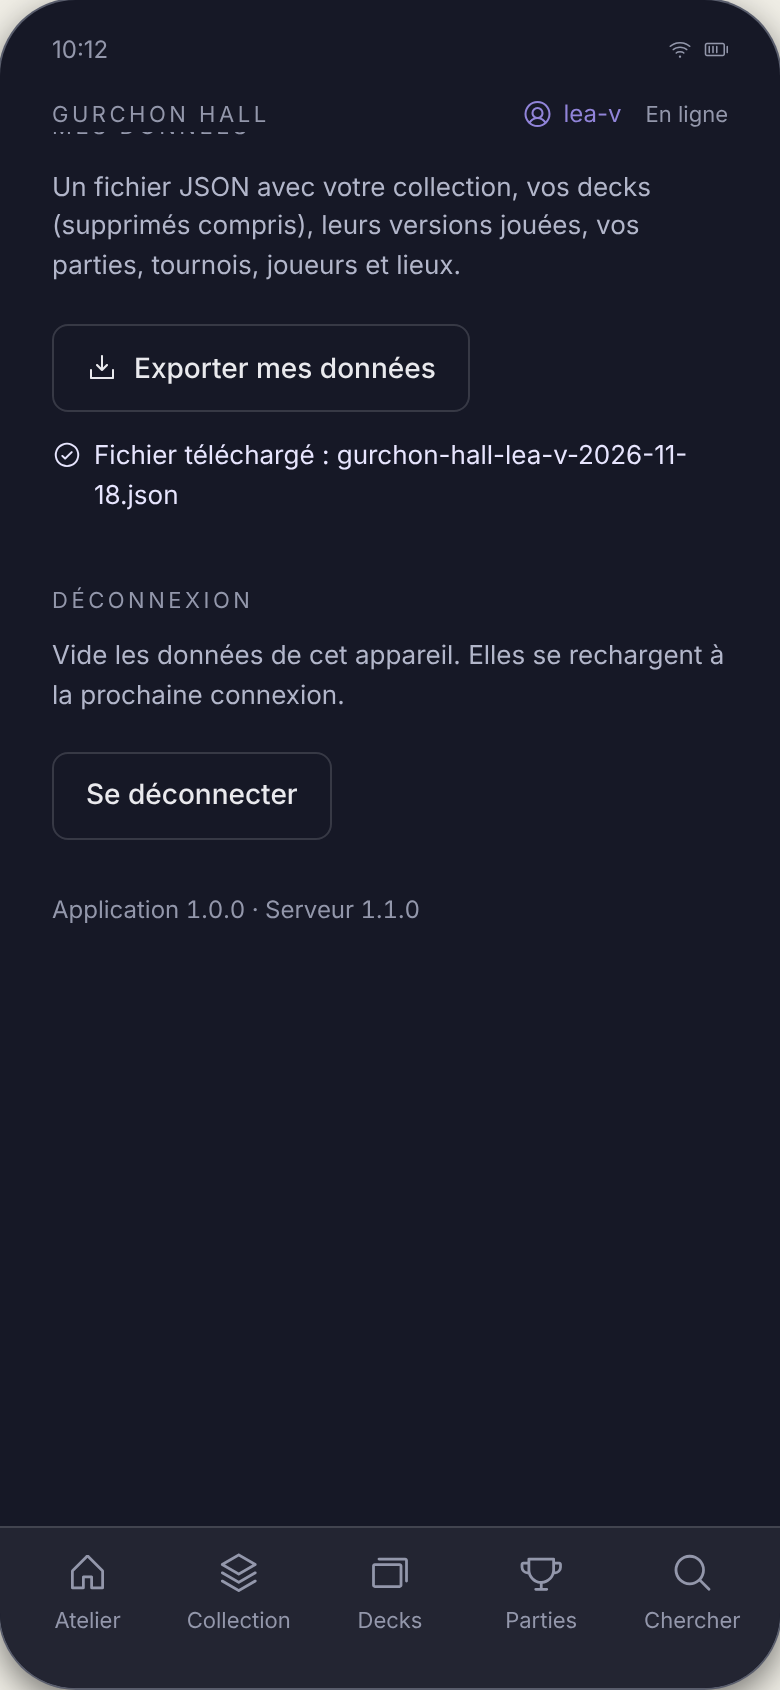 10:12
GURCHON HALL
lea-v
En ligne
MES DONNÉES
Un fichier JSON avec votre collection, vos decks
(supprimés compris), leurs versions jouées, vos
parties, tournois, joueurs et lieux.
Exporter mes données
Fichier téléchargé : gurchon-hall-lea-v-2026-11-
18.json
DÉCONNEXION
Vide les données de cet appareil. Elles se rechargent à
la prochaine connexion.
Se déconnecter
Application 1.0.0 · Serveur 1.1.0
Atelier
Collection
Decks
Parties
Chercher